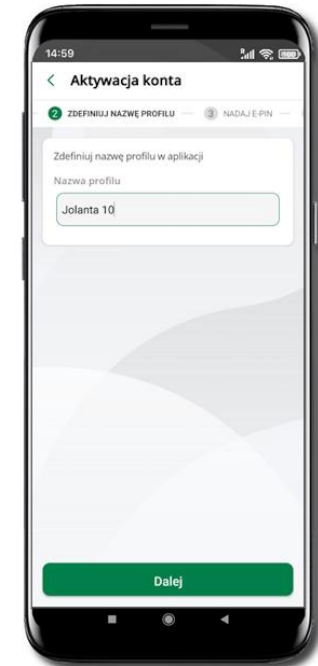 14:59
Aktywacja konta
2 ZDEFINIUJ NAZWĘ PROFILU 3 NADAJ E-PIN
Zdefiniuj nazwę profilu w aplikacji
Nazwa profilu
Jolanta 10
Dalej